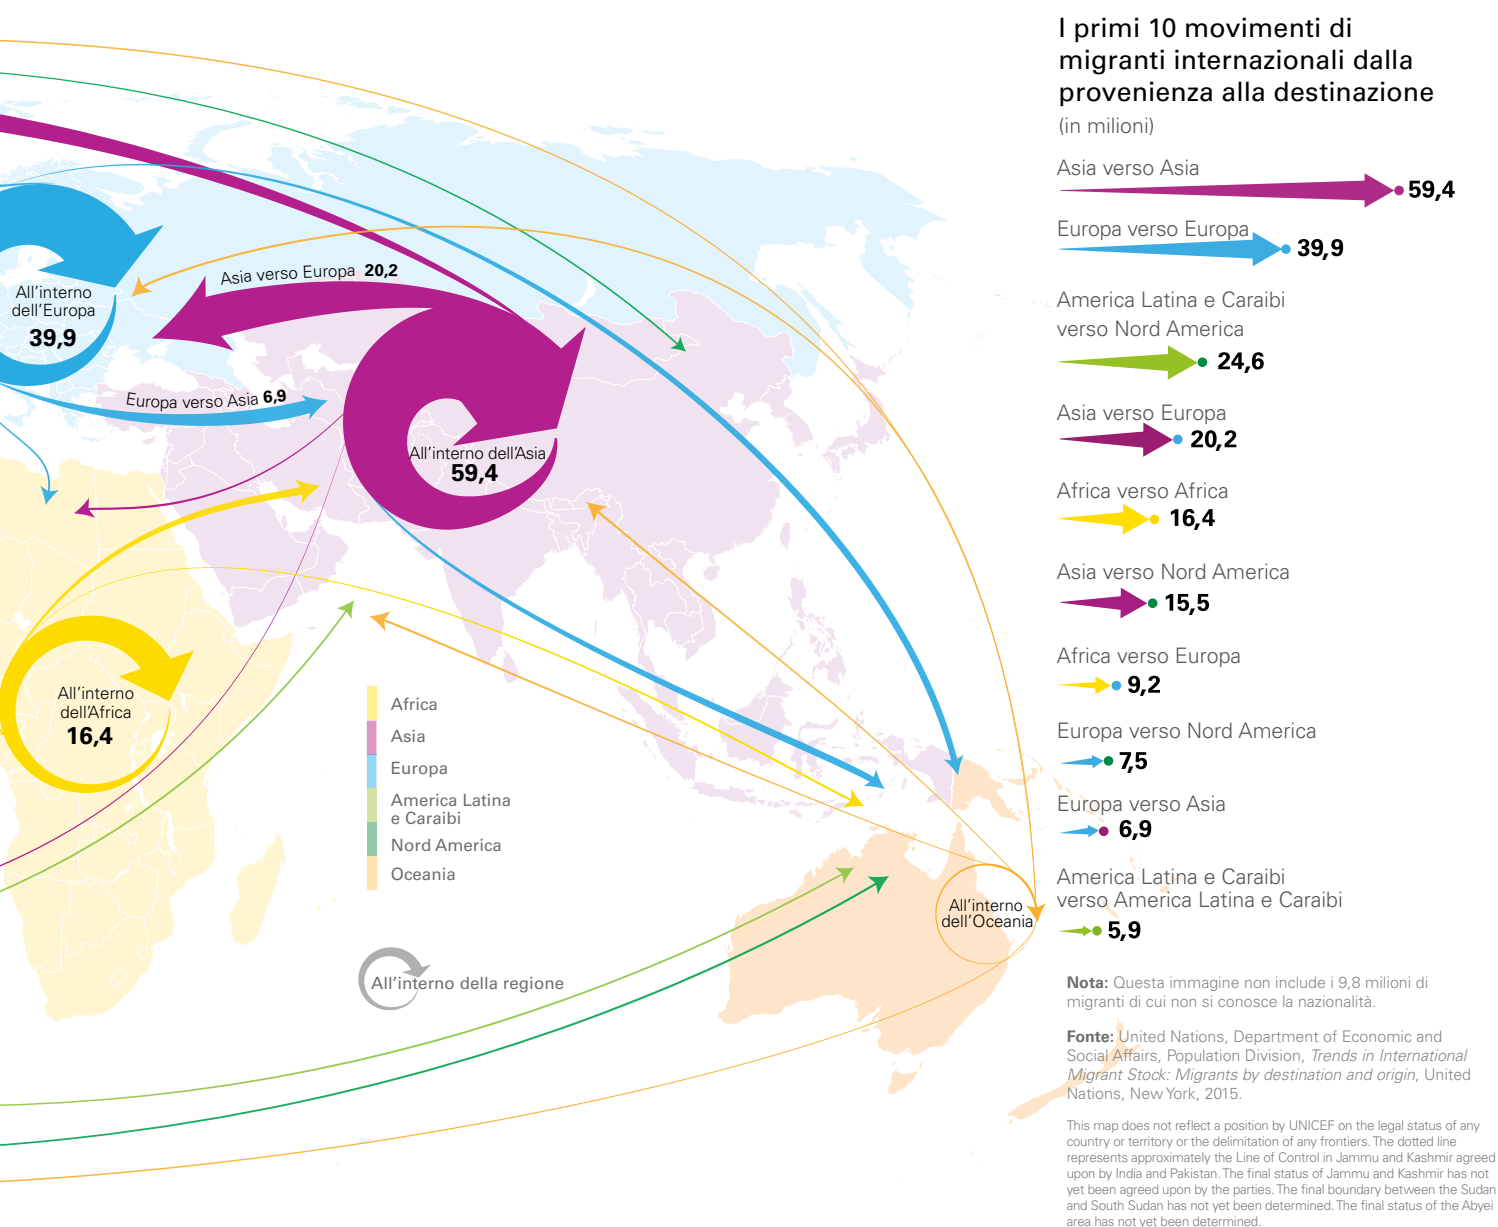 I primi 10 movimenti di
migranti internazionali dalla
provenienza alla destinazione
(in milioni)
Asia verso Asia
59,4
Europa verso Europa
39,9
America Latina e Caraibi
verso Nord America
24,6
Asia verso Europa
20,2
Africa verso Africa
16,4
Asia verso Nord America
15,5
Africa verso Europa
9,2
Europa verso Nord America
7,5
Europa verso Asia
6,9
America Latina e Caraibi
verso America Latina e Caraibi
5,9
Asia verso Europa 20,2
All'interno
dell'Europa
39,9
Europa verso Asia 6,9
All'interno dell'Asia
59,4
All'interno
dell'Africa
16,4
Africa
Asia
Europa
America Latina
e Caraibi
Nord America
Oceania
All'interno
dell'Oceania
All'interno della regione
Nota: Questa immagine non include i 9,8 milioni di
migranti di cui non si conosce la nazionalità.
Fonte: United Nations, Department of Economic and
Social Affairs, Population Division, Trends in International
Migrant Stock: Migrants by destination and origin, United
Nations, New York, 2015.
This map does not reflect a position by UNICEF on the legal status of any
country or territory or the delimitation of any frontiers. The dotted line
represents approximately the Line of Control in Jammu and Kashmir agreed
upon by India and Pakistan. The final status of Jammu and Kashmir has not
yet been agreed upon by the parties. The final boundary between the Sudan
and South Sudan has not yet been determined. The final status of the Abyei
area has not yet been determined.